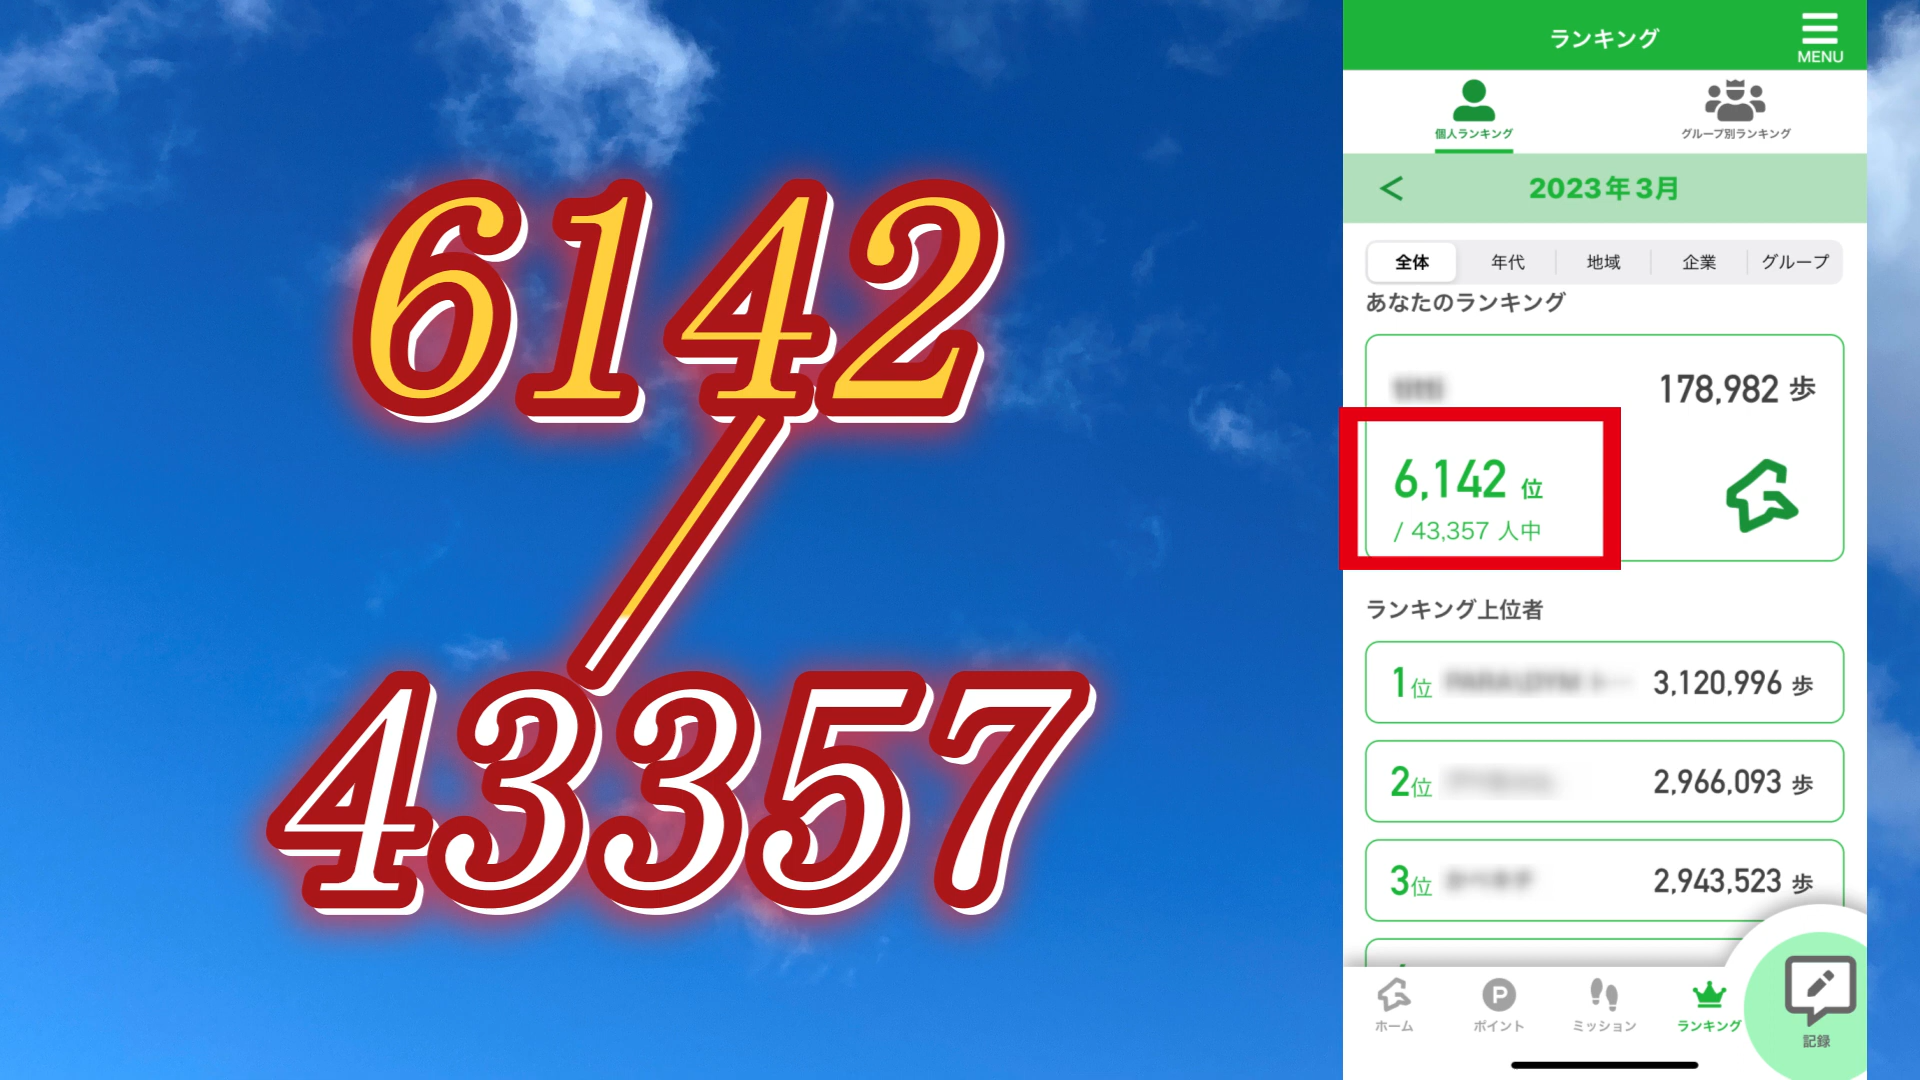 6142
/
43357
ランキング
MENU
個人ランキング
グループ別ランキング
< 2023年3月
全体 年代 地域 企業 グループ
あなたのランキング
178,982 歩
6,142 位
/ 43,357 人中
ランキング上位者
1位 3,120,996 歩
2位 2,966,093 歩
3位 2,943,523 歩
ホーム ポイント ミッション ランキング 記録